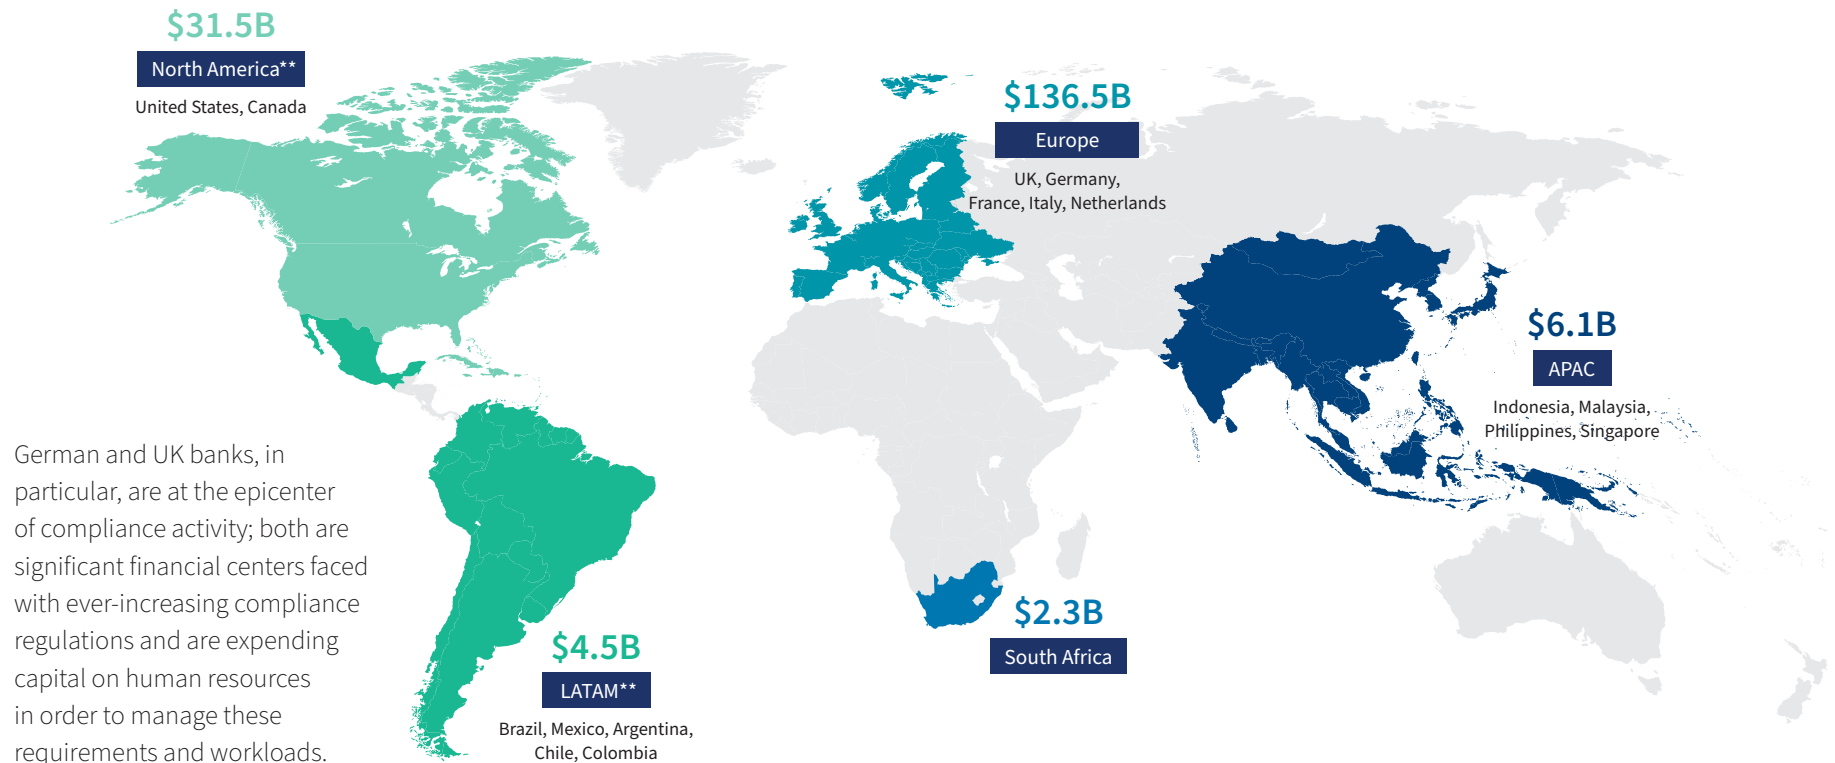 $31.5B
North America**
United States, Canada
$136.5B
Europe
UK, Germany,
France, Italy, Netherlands
$6.1B
APAC
Indonesia, Malaysia,
Philippines, Singapore
German and UK banks, in
particular, are at the epicenter
of compliance activity; both are
significant financial centers faced
with ever-increasing compliance
regulations and are expending
capital on human resources
in order to manage these
requirements and workloads.
$2.3B
South Africa
$4.5B
LATAM**
Brazil, Mexico, Argentina,
Chile, Colombia